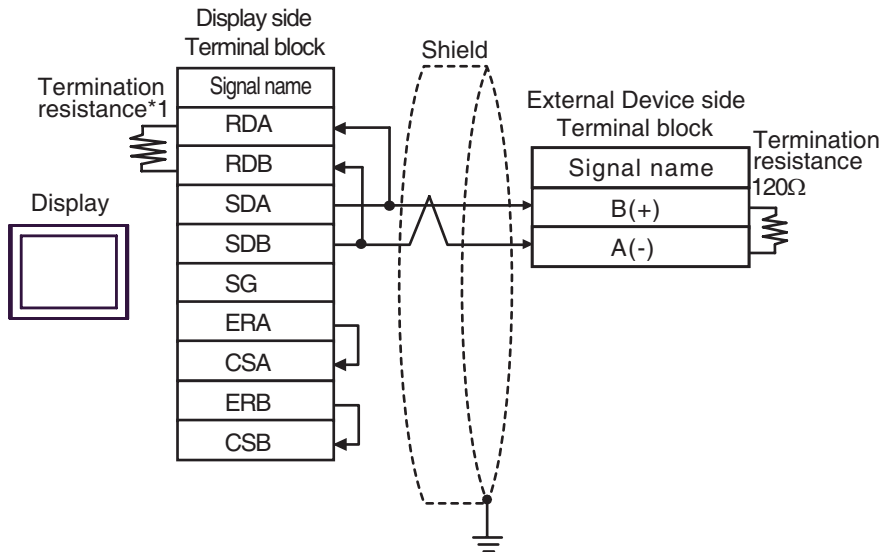 Display side
Terminal block
Shield
Termination
resistance*1
Signal name
RDA
RDB
SDA
SDB
SG
ERA
CSA
ERB
CSB
Display
External Device side
Terminal block
Signal name
B(+)
A(-)
Termination
resistance
120Ω